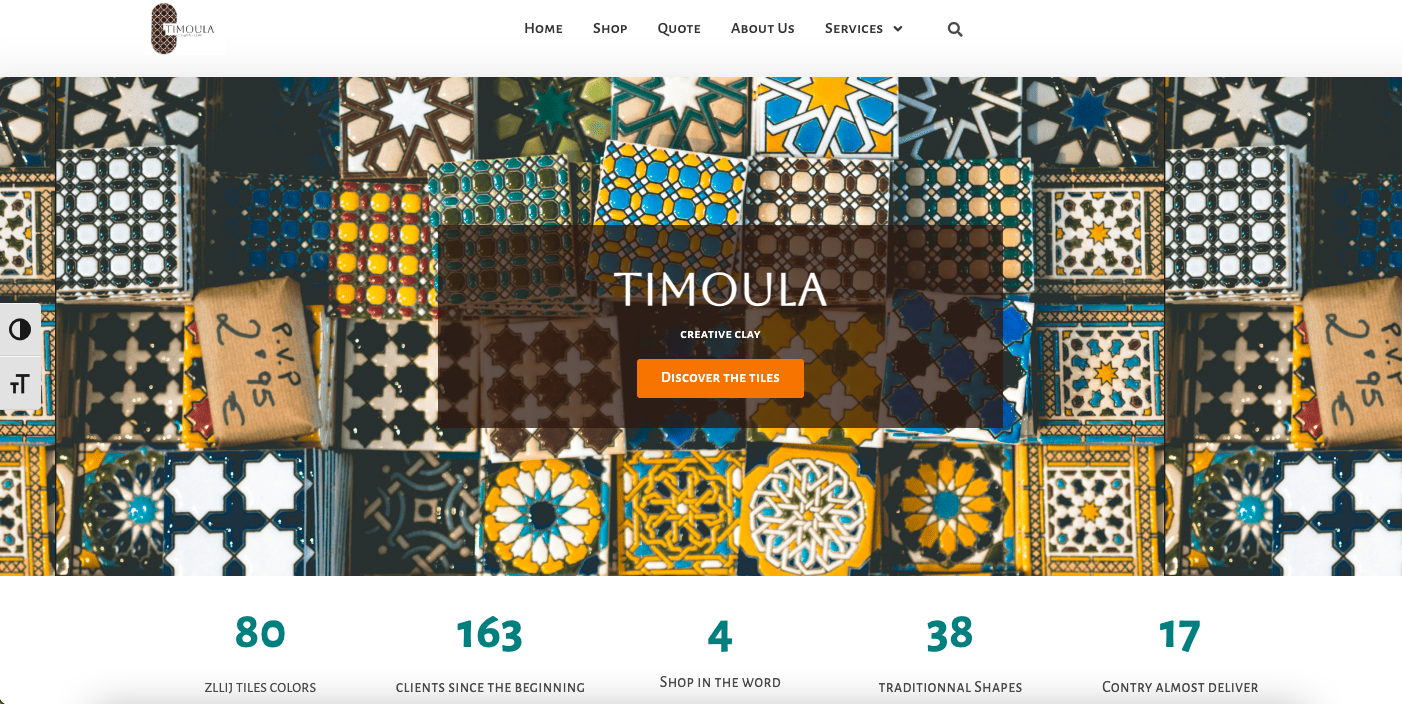 TIMOULA
Home Shop Quote About Us Services
TIMOULA
creative clay
Discover the tiles
P.V.P
2.95€
P.V.P
2.95€
80 163 4 38 17
zllij tiles colors clients since the beginning Shop in the word traditionnal Shapes Contry almost deliver